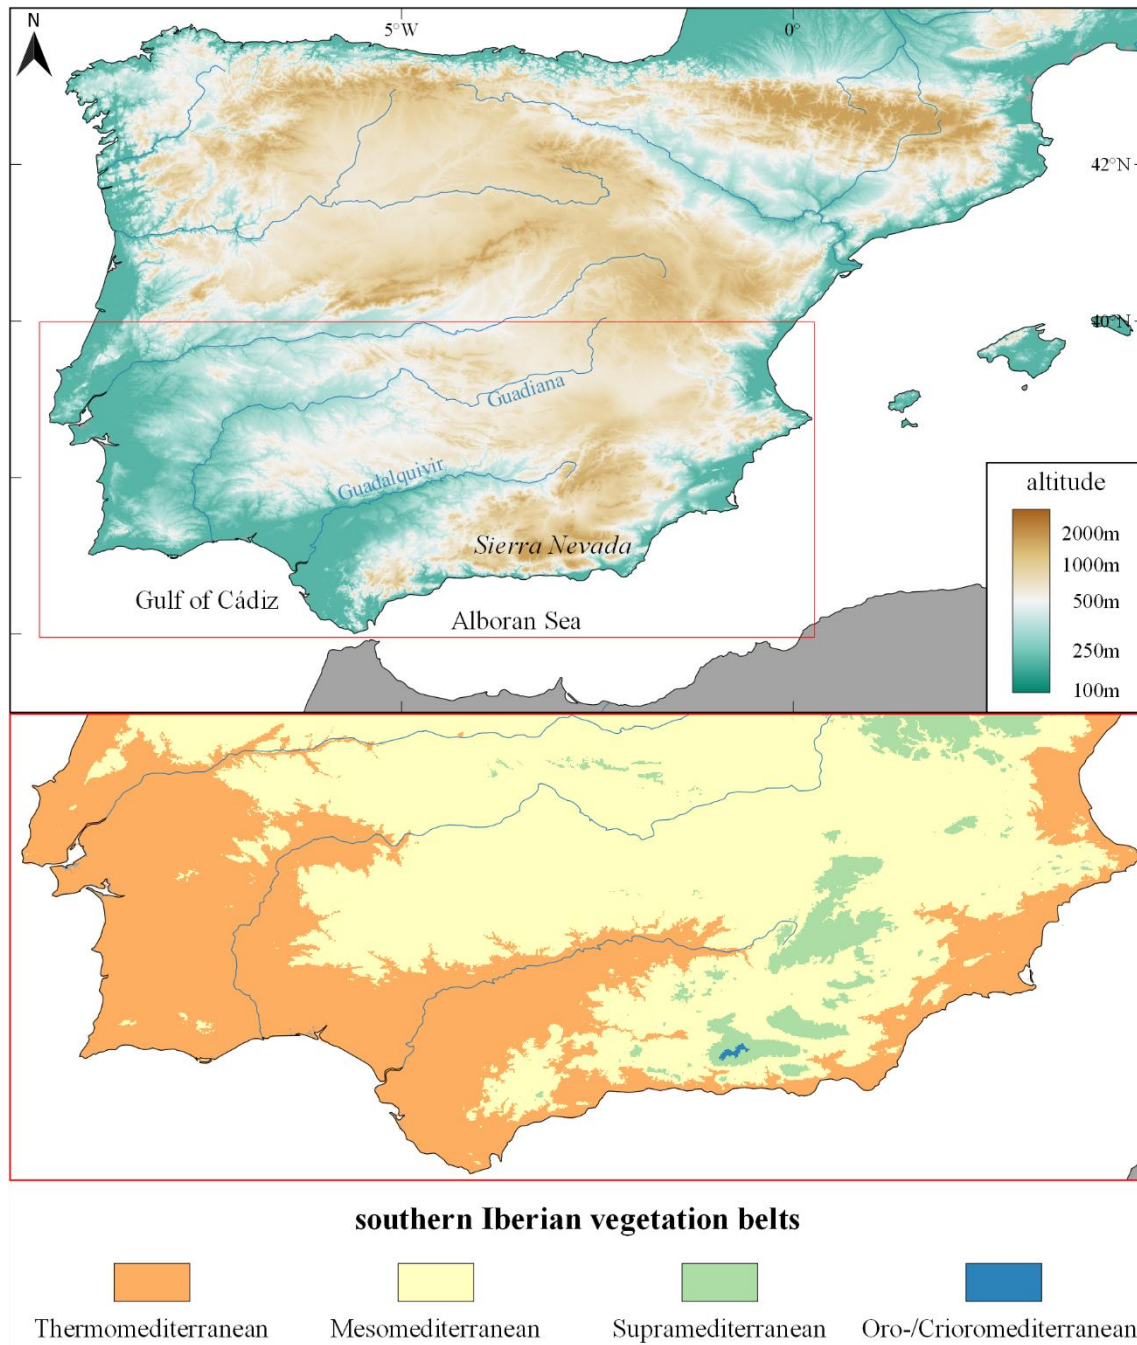 N
5°W
0°
42°N
40°N
Guadiana
Guadalquivir
Sierra Nevada
Gulf of Cádiz
Alboran Sea
altitude
2000m
1000m
500m
250m
100m
southern Iberian vegetation belts
Thermomediterranean
Mesomediterranean
Supramediterranean
Oro-/Crioromediterranean